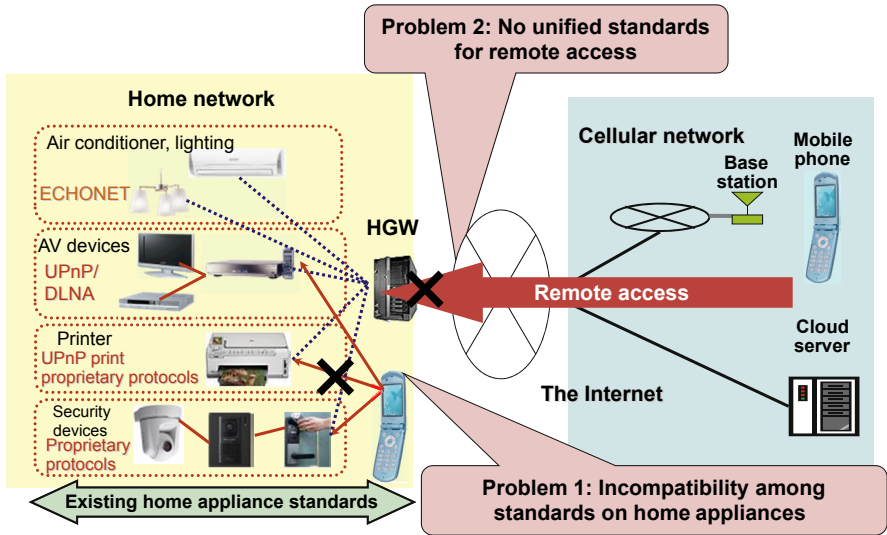 Problem 2: No unified standards
for remote access
Home network
Air conditioner, lighting
ECHONET
AV devices
UPnP/
DLNA
Printer
UPnP print
proprietary protocols
Security
devices
Proprietary
protocols
Existing home appliance standards
HGW
Remote access
The Internet
Cellular network
Base
station
Mobile
phone
Cloud
server
Problem 1: Incompatibility among
standards on home appliances